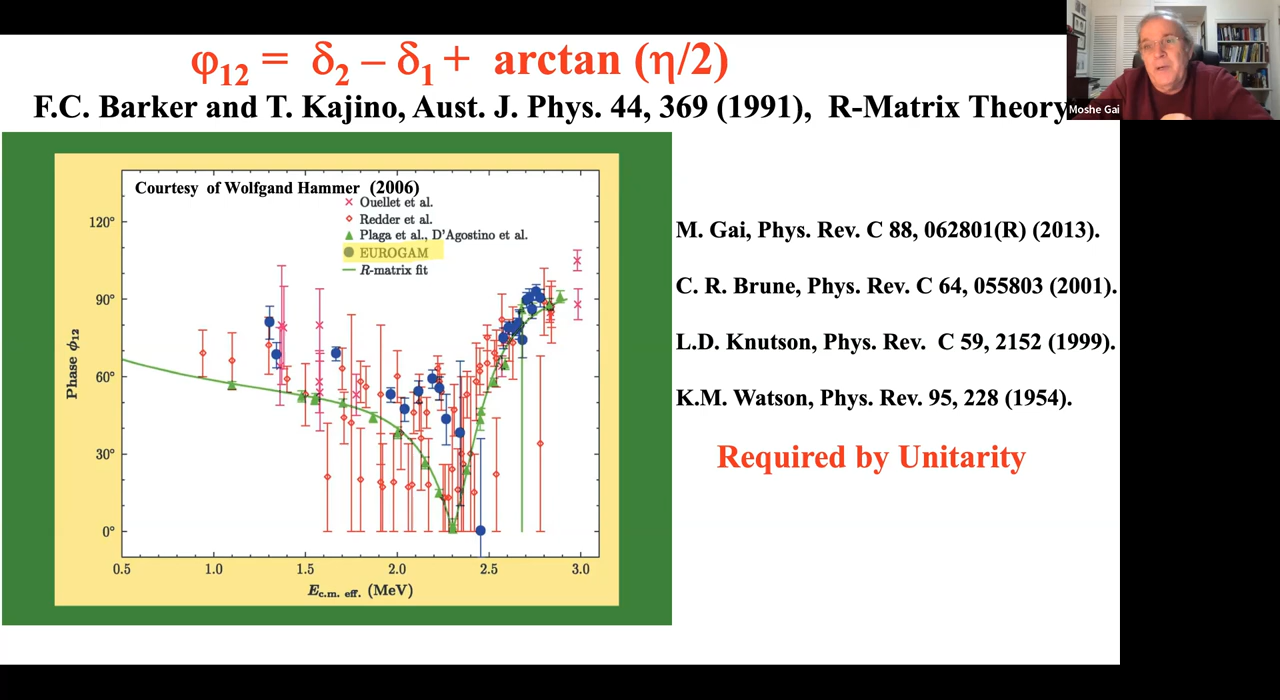 φ12 = δ2 – δ1 + arctan (η/2)
F.C. Barker and T. Kajino, Aust. J. Phys. 44, 369 (1991), R-Matrix Theory
Moshe Gai
Courtesy of Wolfgand Hammer (2006)
Ouellet et al.
Redder et al.
Plaga et al., D'Agostino et al.
EUROGAM
R-matrix fit
120°
90°
60°
30°
0°
Phase ϕ12
0.5 1.0 1.5 2.0 2.5 3.0
Ec.m. eff. (MeV)
M. Gai, Phys. Rev. C 88, 062801(R) (2013).
C. R. Brune, Phys. Rev. C 64, 055803 (2001).
L.D. Knutson, Phys. Rev. C 59, 2152 (1999).
K.M. Watson, Phys. Rev. 95, 228 (1954).
Required by Unitarity